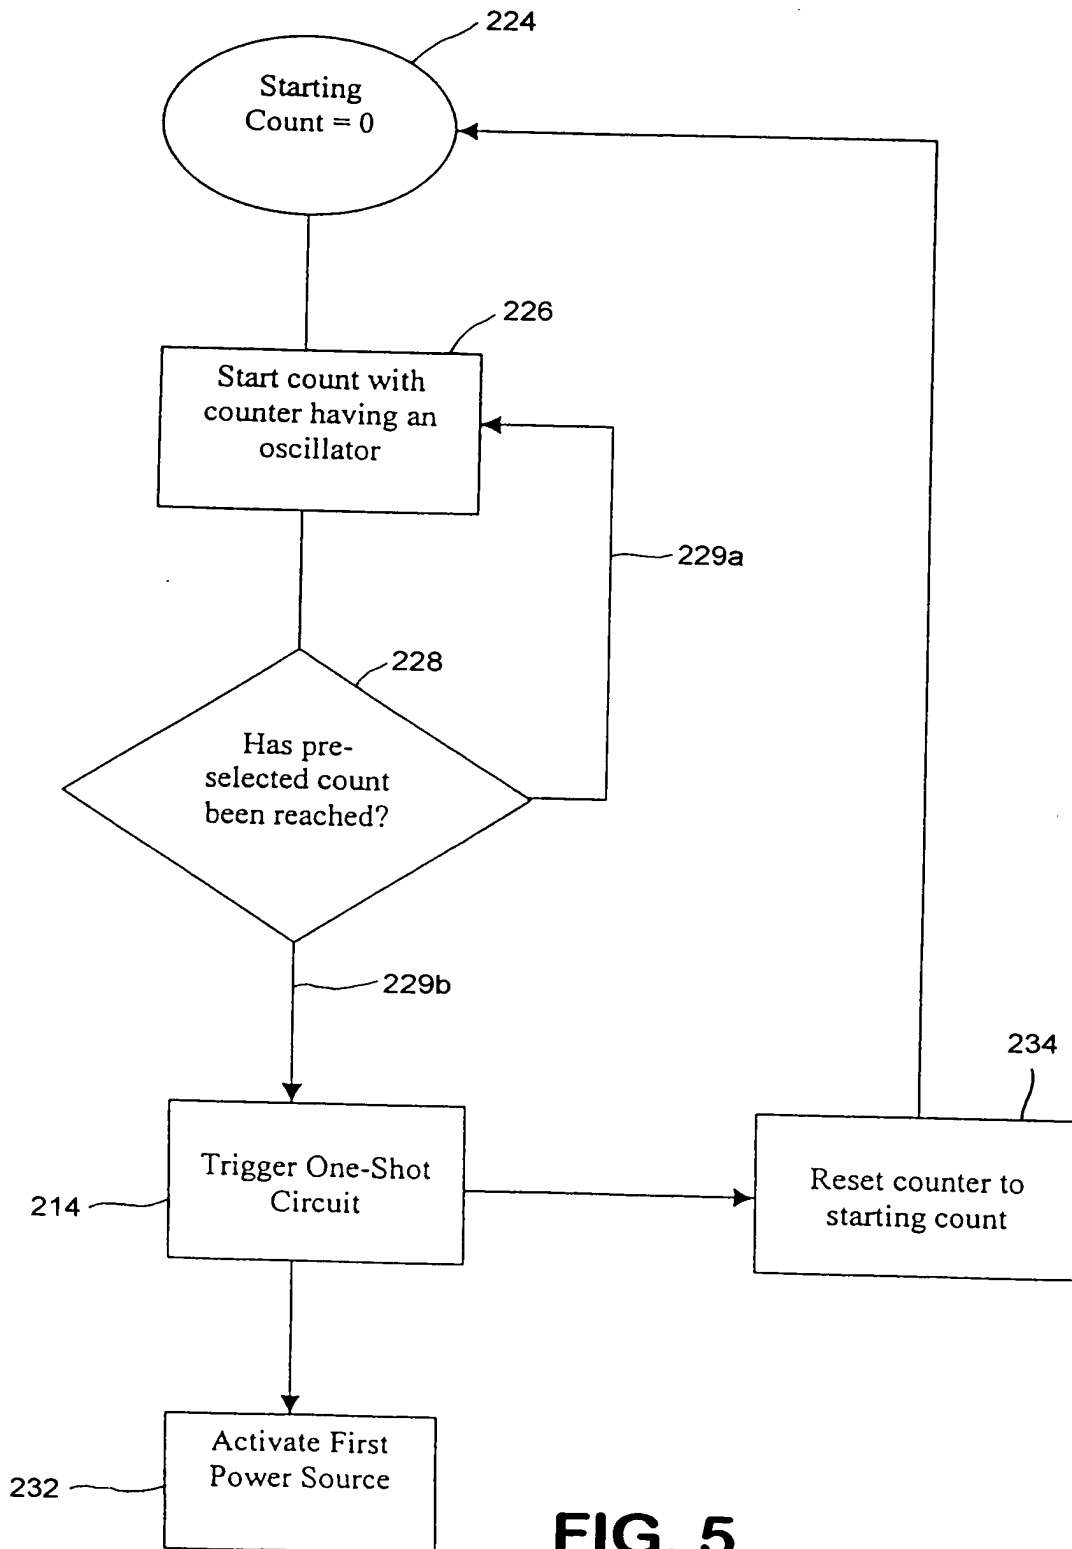 224
Starting
Count = 0
226
Start count with
counter having an
oscillator
229a
228
Has pre-
selected count
been reached?
229b
234
Trigger One-Shot
Circuit
214
Reset counter to
starting count
Activate First
Power Source
232
FIG. 5